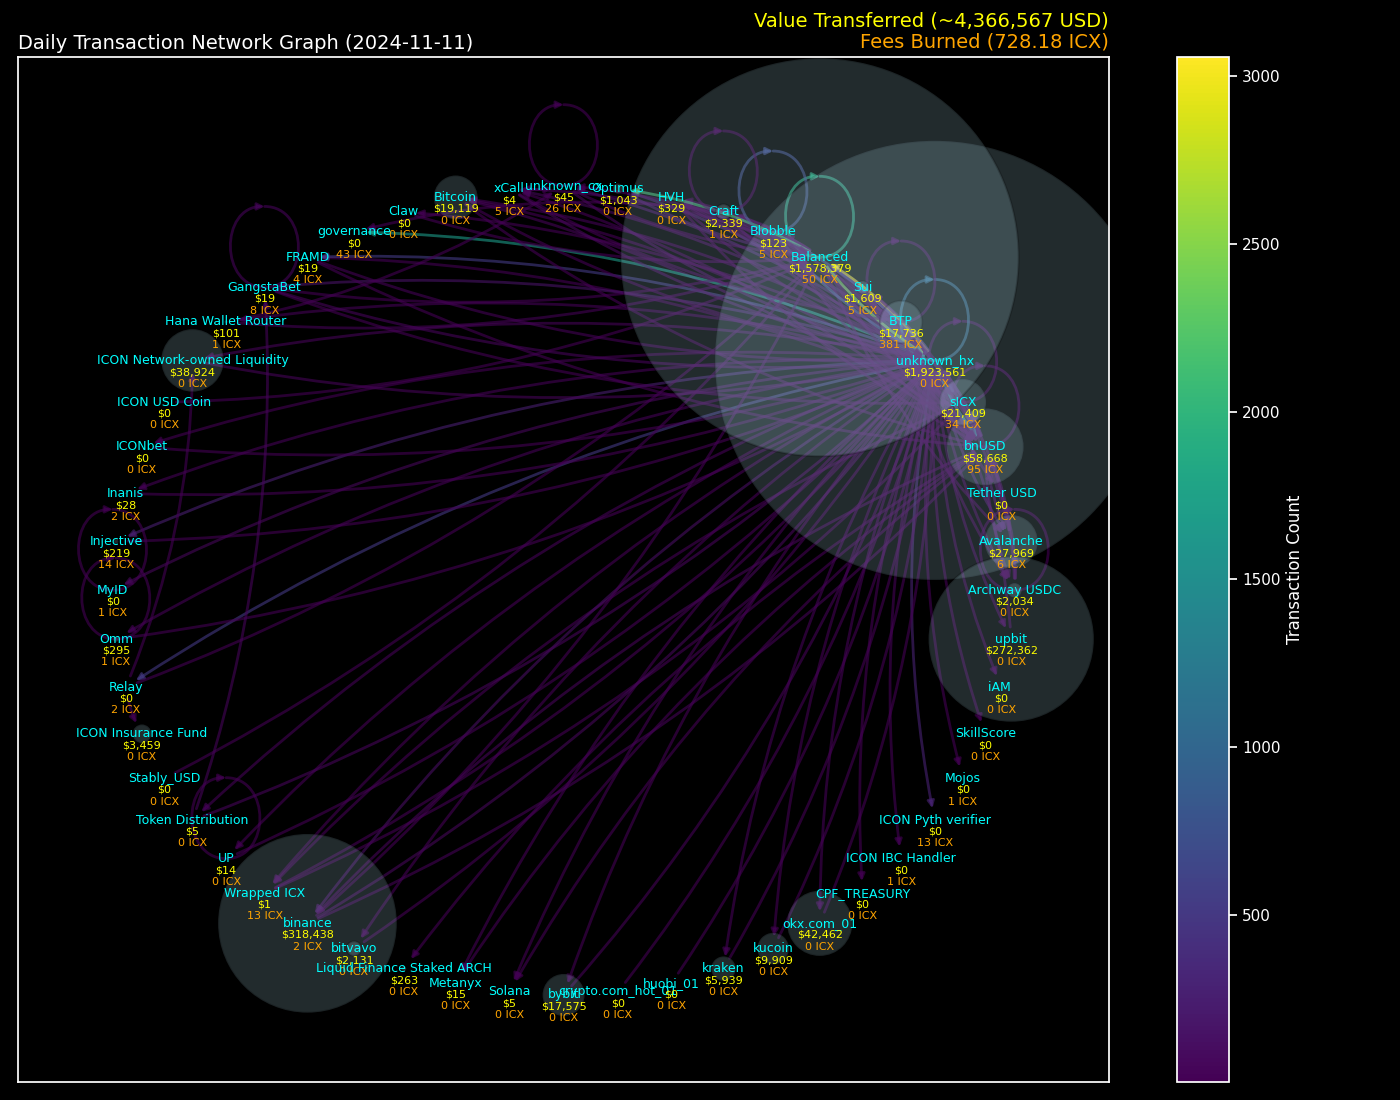 Value Transferred (~4,366,567 USD)
Daily Transaction Network Graph (2024-11-11)
Fees Burned (728.18 ICX)
unknown_cx
$45
26 ICX
xCall
$4
5 ICX
Optimus
$1,043
0 ICX
Bitcoin
$19,119
0 ICX
HVH
$329
0 ICX
Claw
$0
0 ICX
Craft
$2,339
1 ICX
governance
$0
43 ICX
Blobble
$123
5 ICX
FRAMD
$19
4 ICX
Balanced
$1,578,379
50 ICX
GangstaBet
$19
8 ICX
Sui
$1,609
5 ICX
Hana Wallet Router
$101
1 ICX
BTP
$17,736
381 ICX
ICON Network-owned Liquidity
$38,924
0 ICX
unknown_hx
$1,923,561
0 ICX
ICON USD Coin
$0
0 ICX
sICX
$21,409
34 ICX
ICONbet
$0
0 ICX
bnUSD
$58,668
95 ICX
Inanis
$28
2 ICX
Tether USD
$0
0 ICX
Injective
$219
14 ICX
Avalanche
$27,969
6 ICX
MyID
$0
1 ICX
Archway USDC
$2,034
0 ICX
Omm
$295
1 ICX
upbit
$272,362
0 ICX
Relay
$0
2 ICX
iAM
$0
0 ICX
ICON Insurance Fund
$3,459
0 ICX
SkillScore
$0
0 ICX
Stably_USD
$0
0 ICX
Mojos
$0
1 ICX
Token Distribution
$5
0 ICX
ICON Pyth verifier
$0
13 ICX
UP
$14
0 ICX
ICON IBC Handler
$0
1 ICX
Wrapped ICX
$1
13 ICX
CPF_TREASURY
$0
0 ICX
binance
$318,438
2 ICX
okx.com_01
$42,462
0 ICX
bitvavo
$2,131
0 ICX
kucoin
$9,909
0 ICX
Liquid Finance Staked ARCH
$263
0 ICX
kraken
$5,939
0 ICX
Metanyx
$15
0 ICX
huobi_01
$0
0 ICX
Solana
$5
0 ICX
bybit
$17,575
0 ICX
crypto.com_hot_01
$0
0 ICX
3000
2500
2000
1500
1000
500
Transaction Count